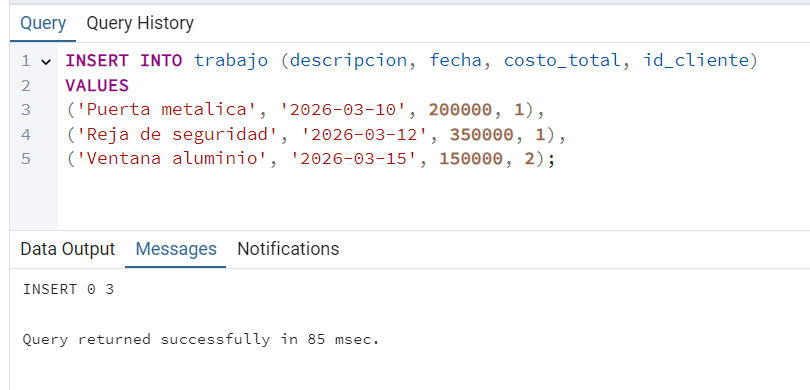 Query Query History
1 INSERT INTO trabajo (descripcion, fecha, costo_total, id_cliente)
2 VALUES
3 ('Puerta metalica', '2026-03-10', 200000, 1),
4 ('Reja de seguridad', '2026-03-12', 350000, 1),
5 ('Ventana aluminio', '2026-03-15', 150000, 2);
Data Output Messages Notifications
INSERT 0 3
Query returned successfully in 85 msec.